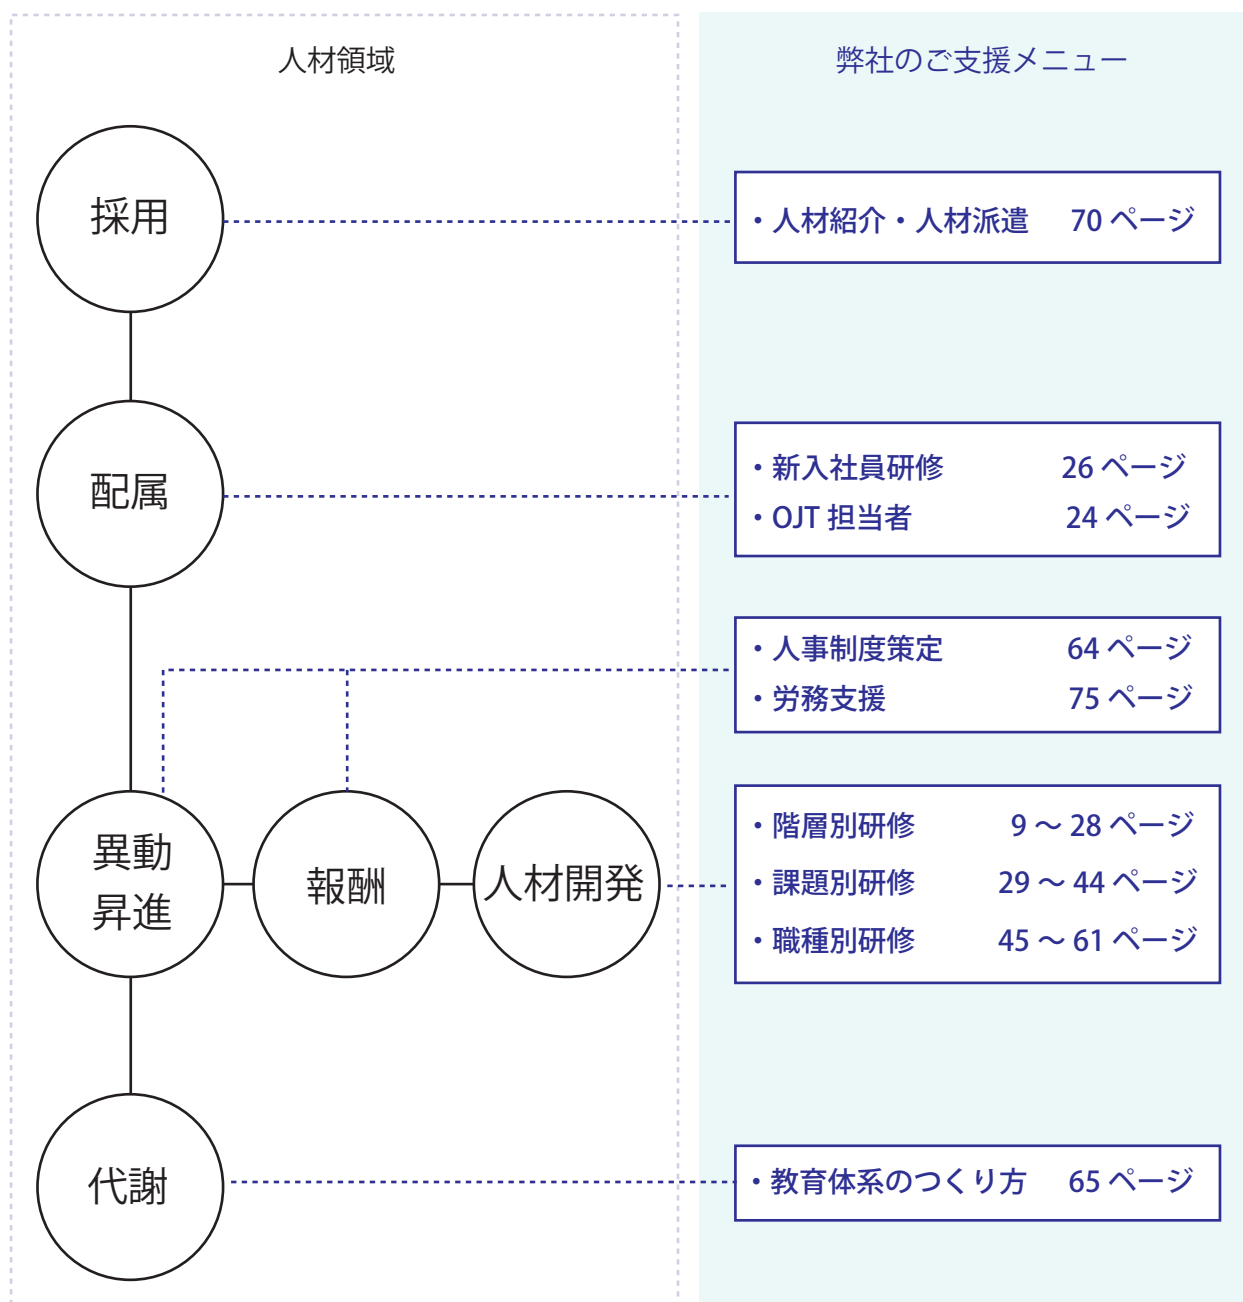 人材領域
弊社のご支援メニュー
採用
・人材紹介・人材派遣 70 ページ
配属
・新入社員研修 26 ページ
・OJT 担当者 24 ページ
・人事制度策定 64 ページ
・労務支援 75 ページ
異動
昇進
報酬
人材開発
・階層別研修 9 ～ 28 ページ
・課題別研修 29 ～ 44 ページ
・職種別研修 45 ～ 61 ページ
代謝
・教育体系のつくり方 65 ページ